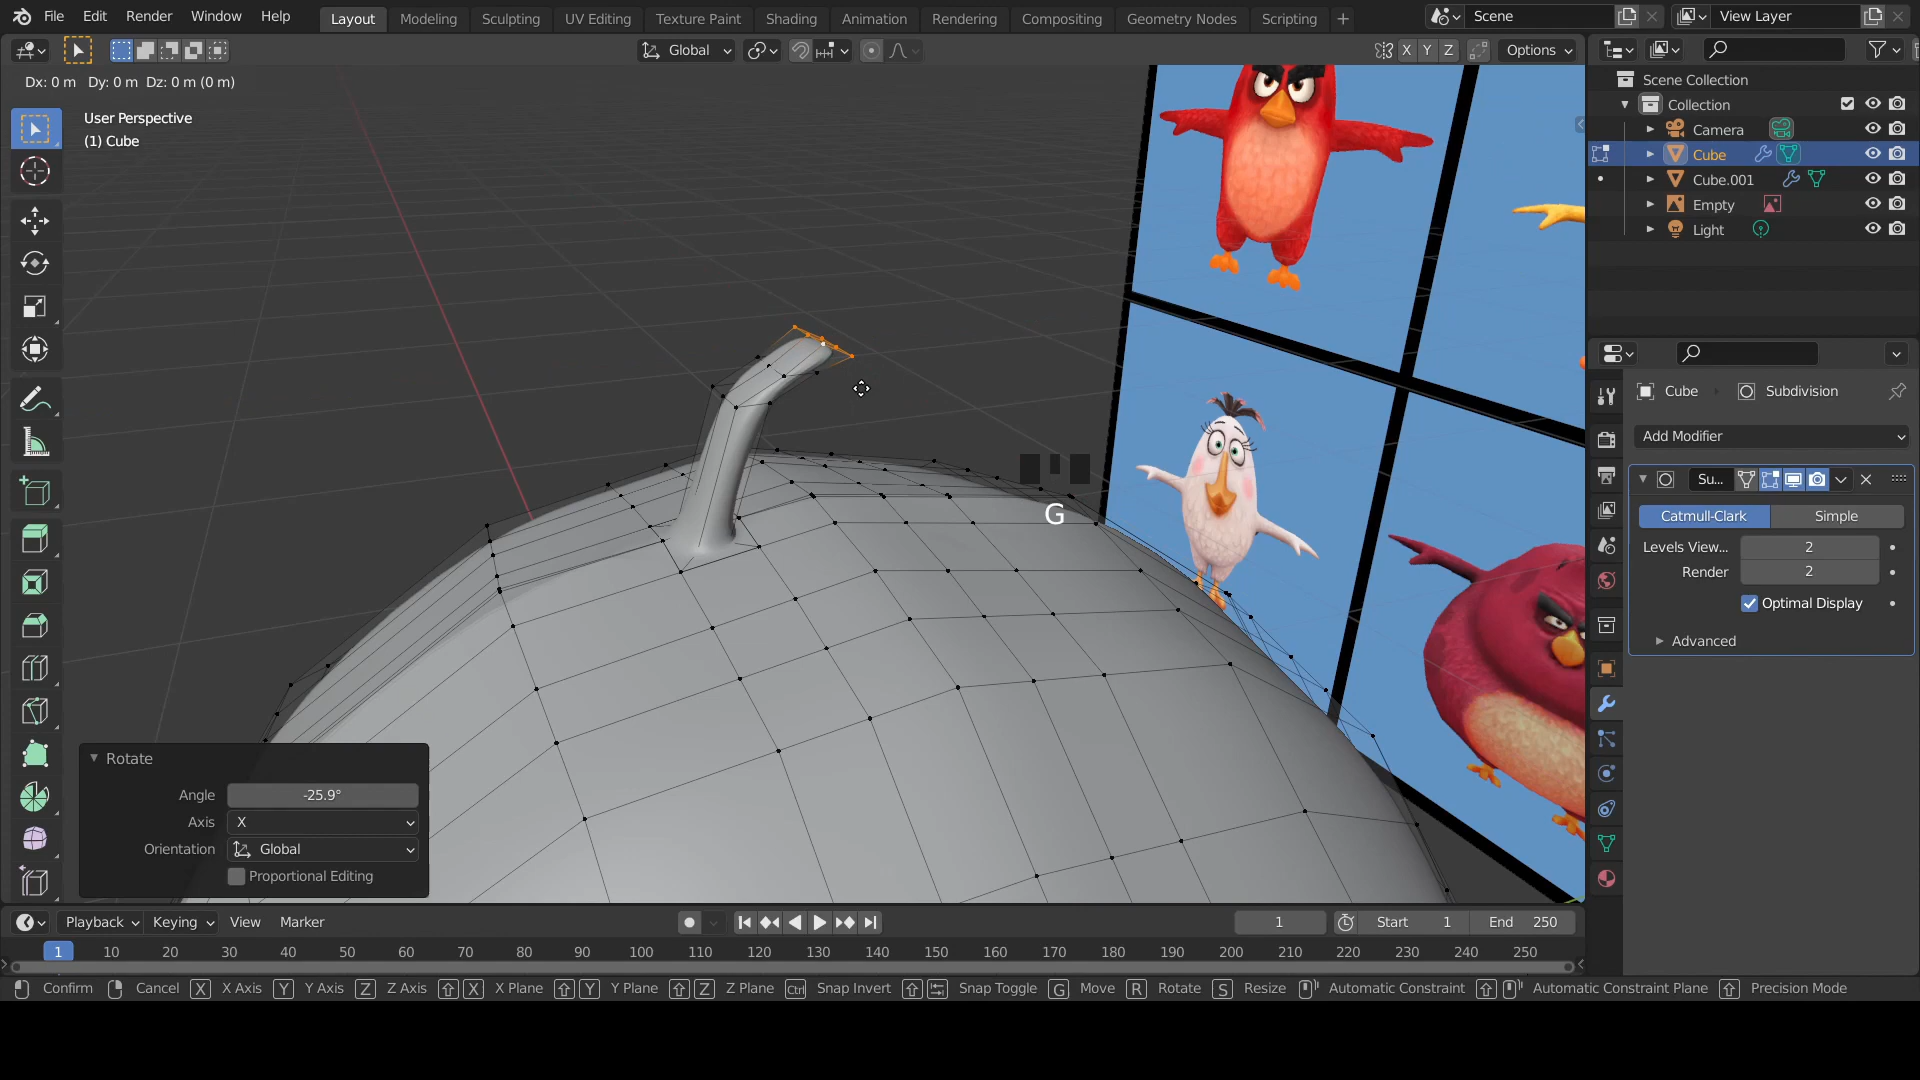 File Edit Render Window Help Layout Modeling Sculpting UV Editing Texture Paint Shading Animation Rendering Compositing Geometry Nodes Scripting + Scene View Layer
Global X Y Z Options
Dx: 0 m Dy: 0 m Dz: 0 m (0 m)
User Perspective
(1) Cube
Scene Collection
Collection
Camera
Cube
Cube.001
Empty
Light
G
Cube Subdivision
Add Modifier
Su...
Catmull-Clark Simple
Levels View... 2
Render 2
Optimal Display
Advanced
Rotate
Angle -25.9°
Axis X
Orientation Global
Proportional Editing
Playback Keying View Marker 1 Start 1 End 250
1 10 20 30 40 50 60 70 80 90 100 110 120 130 140 150 160 170 180 190 200 210 220 230 240 250
Confirm Cancel X X Axis Y Y Axis Z Z Axis X X Plane Y Y Plane Z Z Plane Ctrl Snap Invert Snap Toggle G Move R Rotate S Resize Automatic Constraint Automatic Constraint Plane Precision Mode